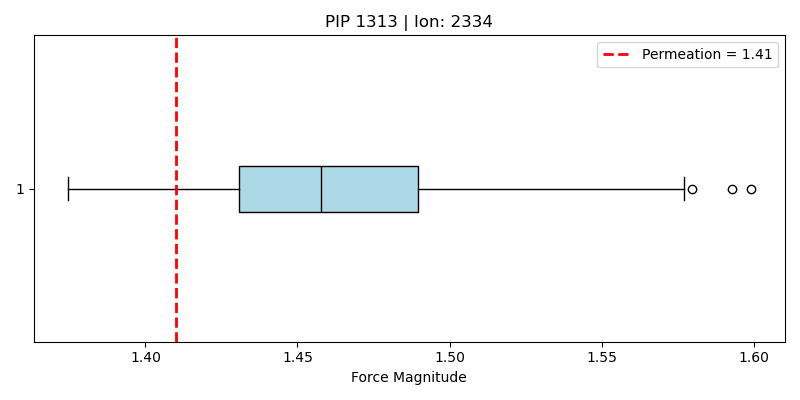 PIP 1313 | Ion: 2334
Permeation = 1.41
1
1.40 1.45 1.50 1.55 1.60
Force Magnitude